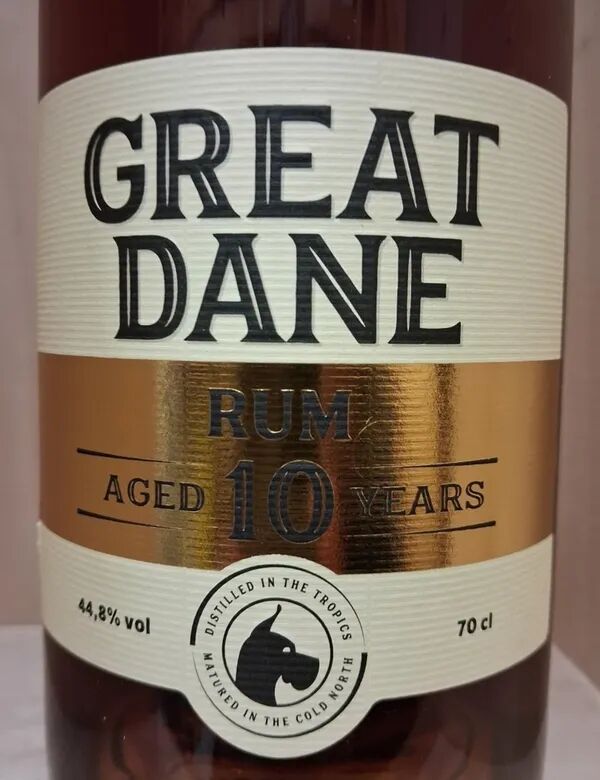 GREAT
DANE
RUM
AGED 10 YEARS
44,8% vol
70 cl
DISTILLED IN THE TROPICS
MATURED IN THE COLD NORTH